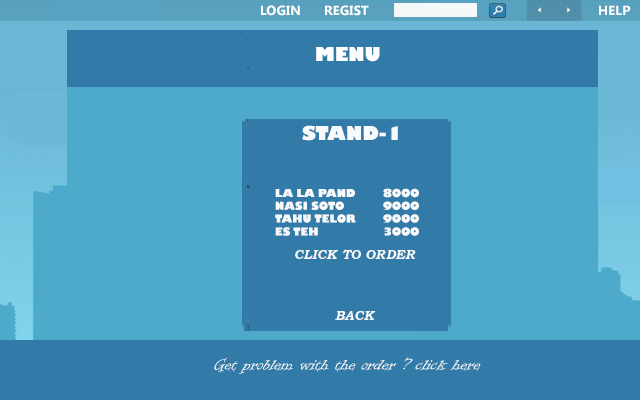 LOGIN REGIST HELP
MENU
STAND-1
LA LA PAND 8000
NASI SOTO 9000
TAHU TELOR 9000
ES TEH 3000
CLICK TO ORDER
BACK
Get problem with the order ? click here